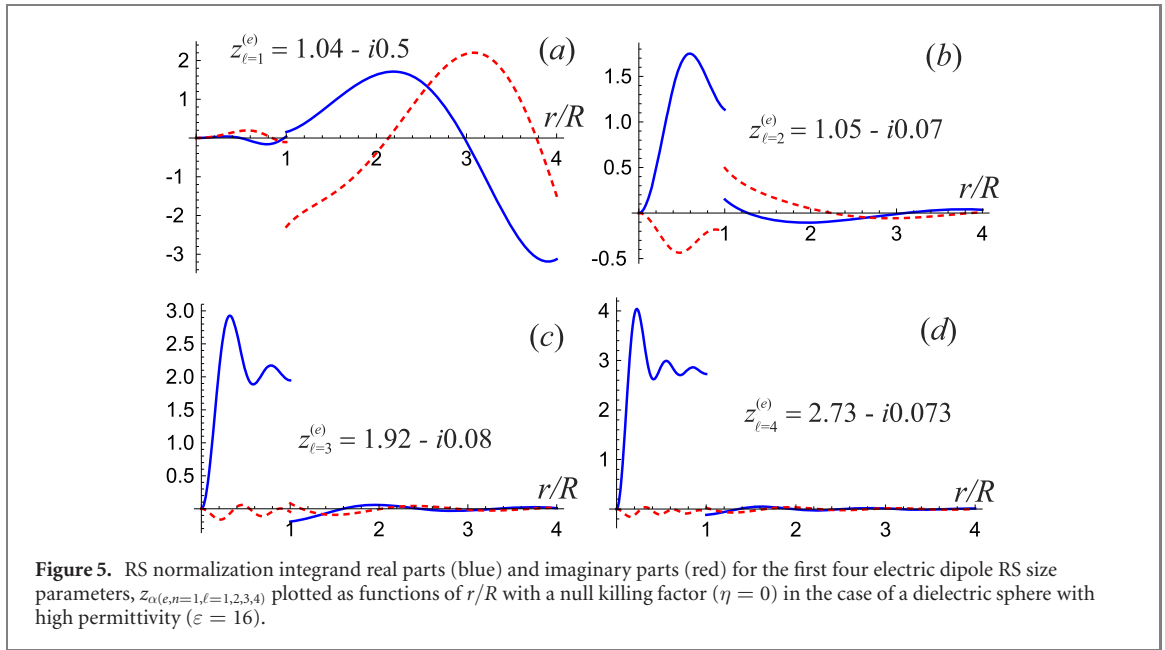 z_{ℓ=1}^{(e)} = 1.04 - i0.5
(a)
2
1
-1
-2
-3
1
2
3
4
r/R
(b)
z_{ℓ=2}^{(e)} = 1.05 - i0.07
1.5
1.0
0.5
-0.5
1
2
3
4
r/R
(c)
z_{ℓ=3}^{(e)} = 1.92 - i0.08
3.0
2.5
2.0
1.5
1.0
0.5
1
2
3
4
r/R
(d)
z_{ℓ=4}^{(e)} = 2.73 - i0.073
4
3
2
1
1
2
3
4
r/R
Figure 5. RS normalization integrand real parts (blue) and imaginary parts (red) for the first four electric dipole RS size
parameters, z_{α(e,n=1,ℓ=1,2,3,4)} plotted as functions of r/R with a null killing factor (η = 0) in the case of a dielectric sphere with
high permittivity (ε = 16).